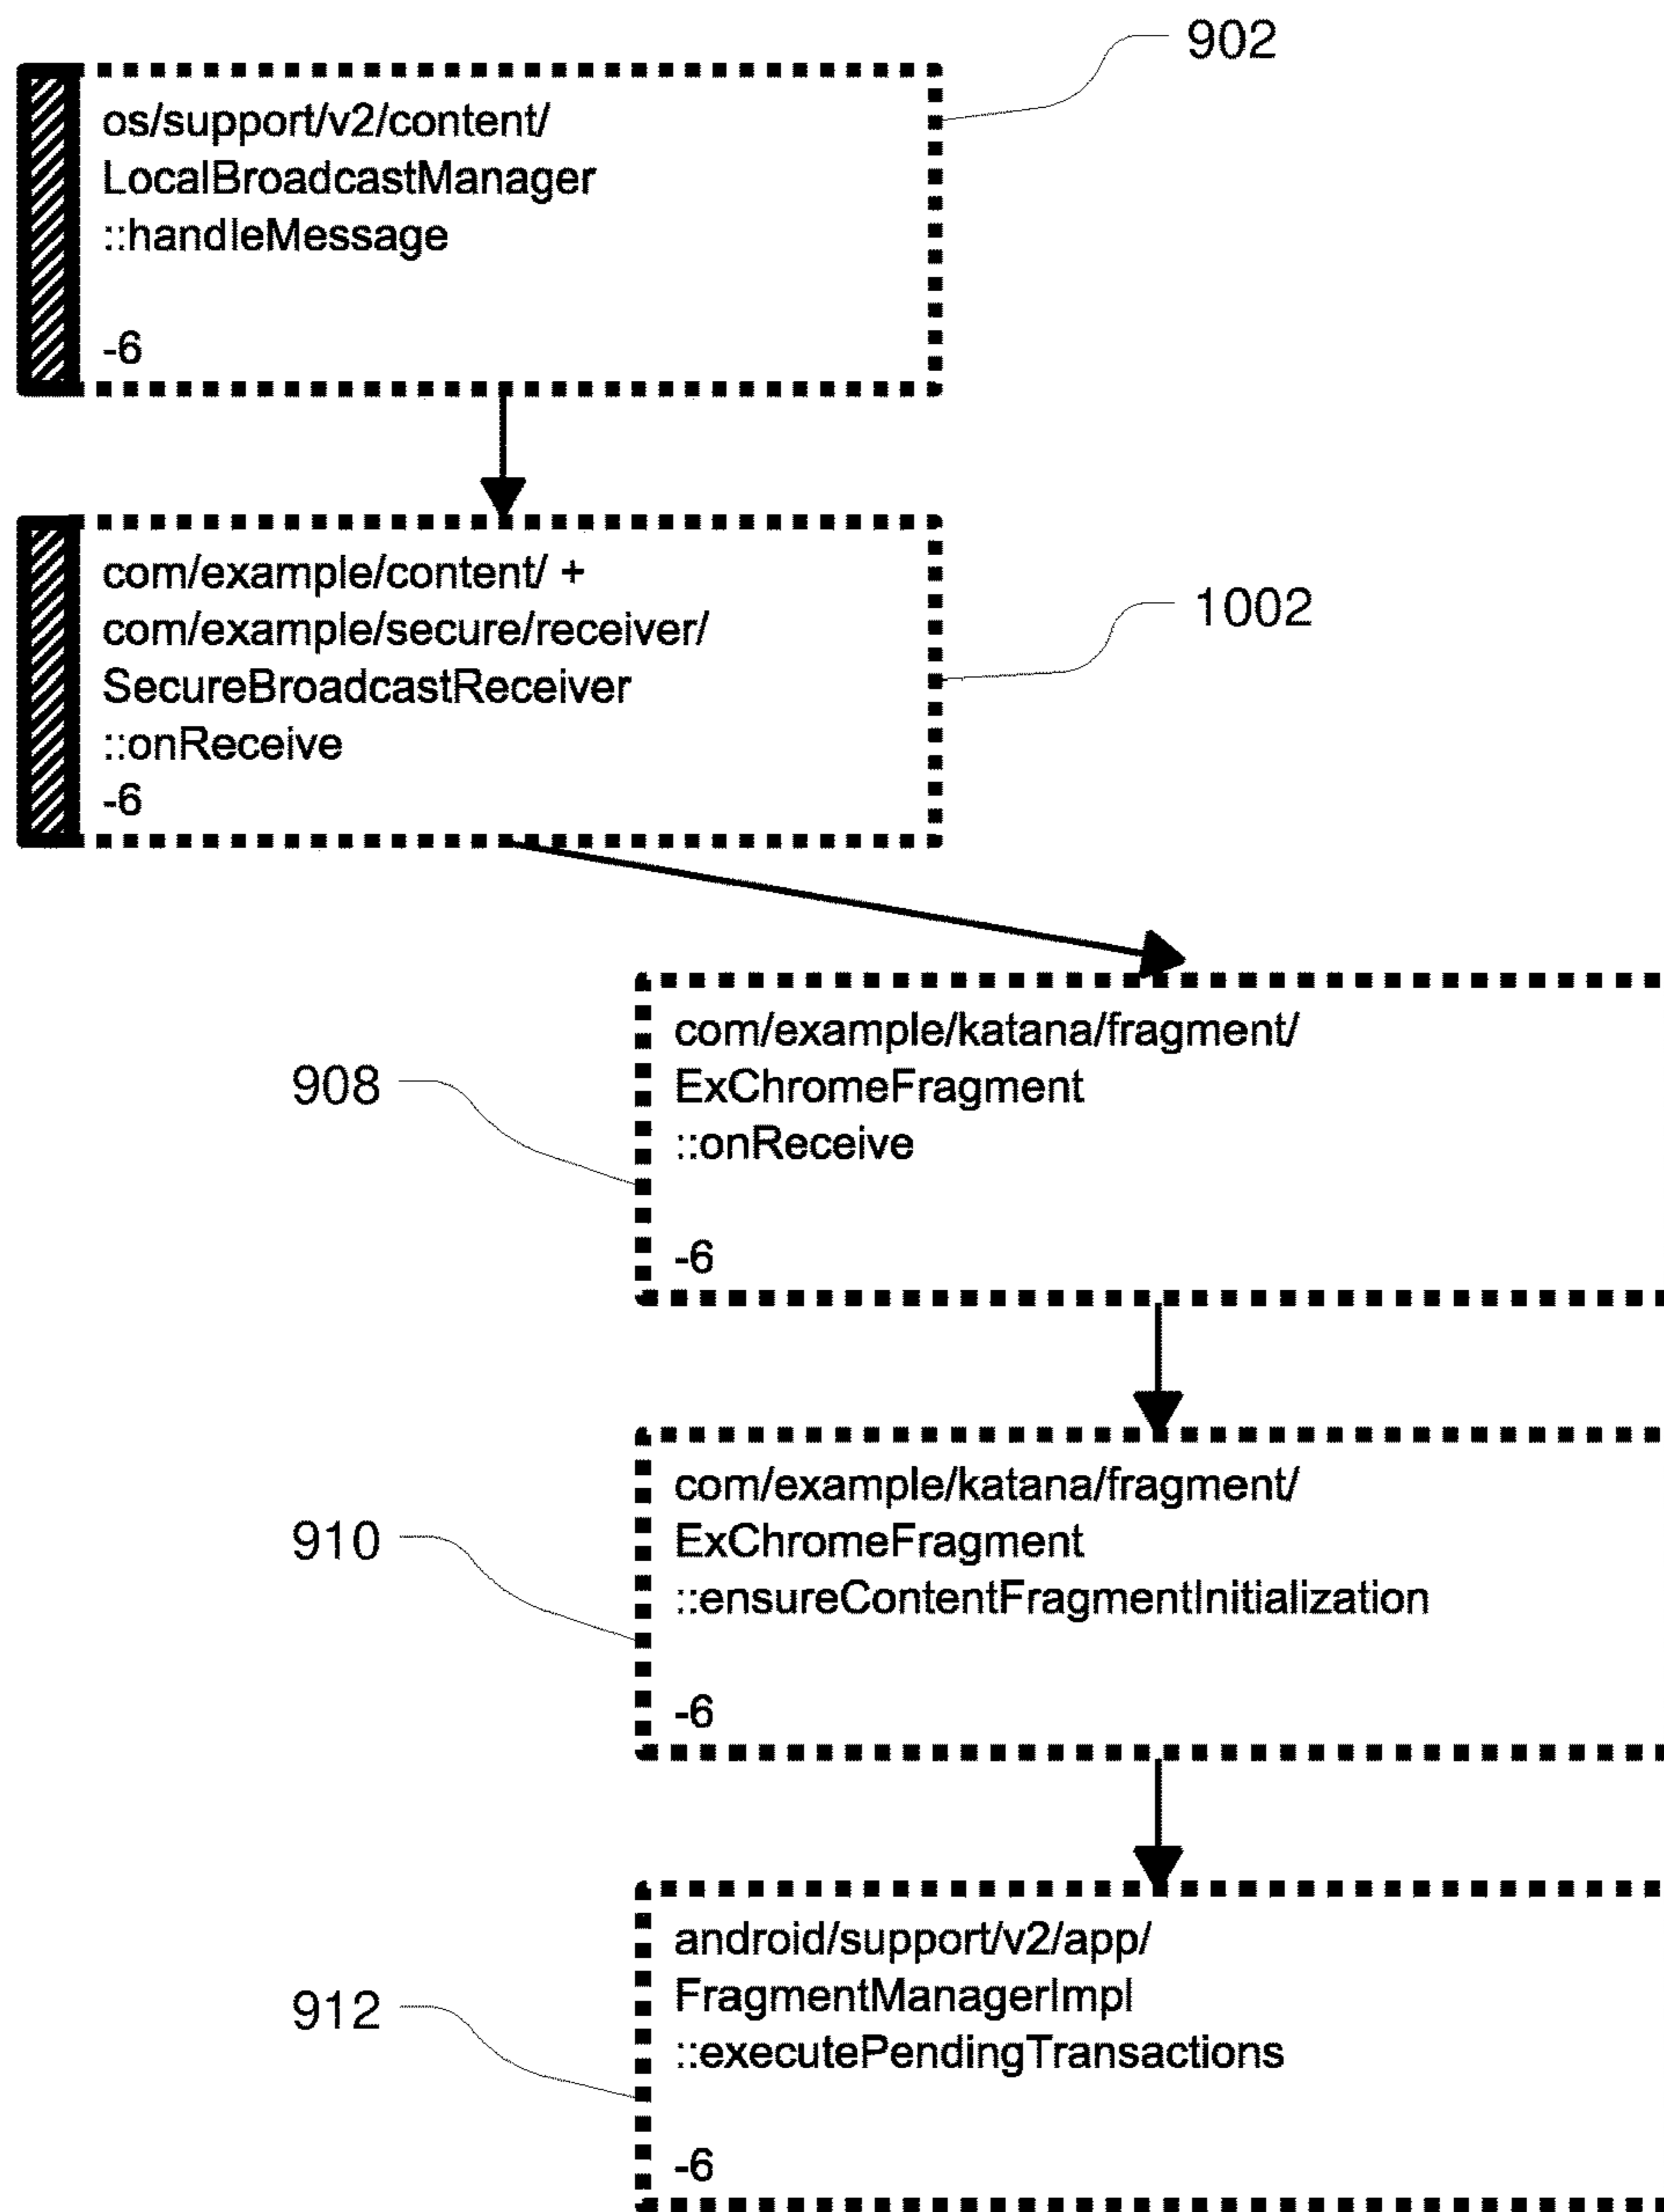 902
os/support/v2/content/
LocalBroadcastManager
::handleMessage
-6
com/example/content/ +
com/example/secure/receiver/
SecureBroadcastReceiver
::onReceive
-6
1002
com/example/katana/fragment/
ExChromeFragment
::onReceive
-6
908
com/example/katana/fragment/
ExChromeFragment
::ensureContentFragmentInitialization
-6
910
android/support/v2/app/
FragmentManagerImpl
::executePendingTransactions
-6
912